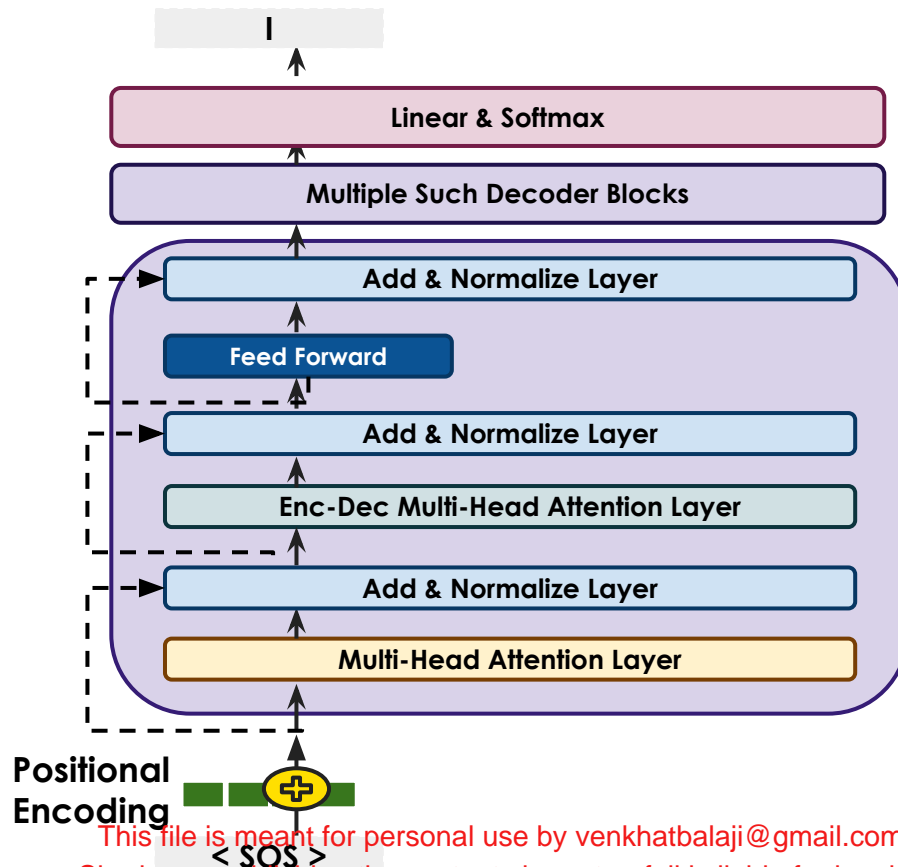 I
Linear & Softmax
Multiple Such Decoder Blocks
Add & Normalize Layer
Feed Forward
Add & Normalize Layer
Enc-Dec Multi-Head Attention Layer
Add & Normalize Layer
Multi-Head Attention Layer
Positional
Encoding
This file is meant for personal use by venkhatbalaji@gmail.com
< SOS >